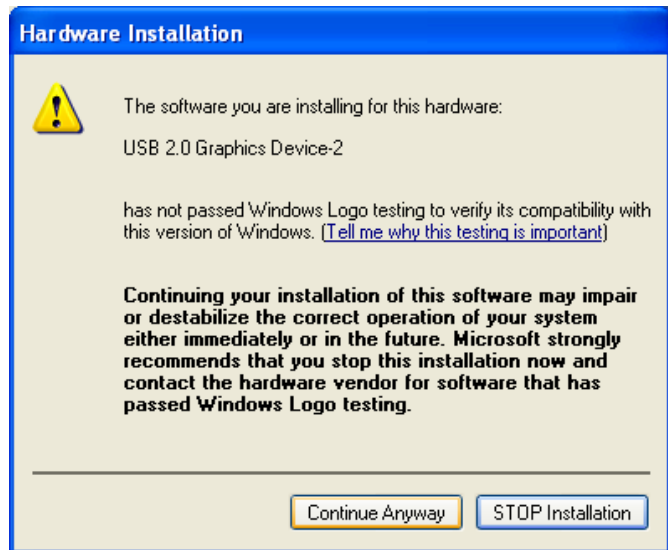 Hardware Installation
The software you are installing for this hardware:
USB 2.0 Graphics Device-2
has not passed Windows Logo testing to verify its compatibility with
this version of Windows. (Tell me why this testing is important)
Continuing your installation of this software may impair
or destabilize the correct operation of your system
either immediately or in the future. Microsoft strongly
recommends that you stop this installation now and
contact the hardware vendor for software that has
passed Windows Logo testing.
Continue Anyway STOP Installation